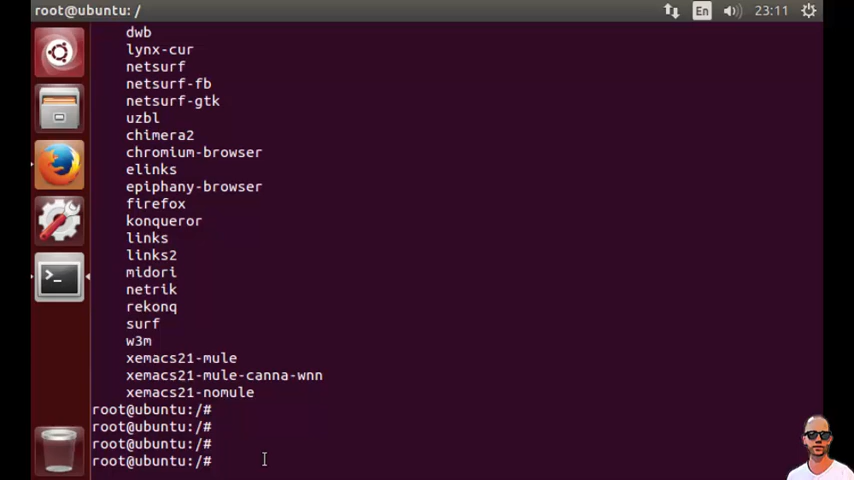 root@ubuntu: /
En
23:11
dwb
lynx-cur
netsurf
netsurf-fb
netsurf-gtk
uzbl
chimera2
chromium-browser
elinks
epiphany-browser
firefox
konqueror
links
links2
midori
netrik
rekonq
surf
w3m
xemacs21-mule
xemacs21-mule-canna-wnn
xemacs21-nomule
root@ubuntu:/#
root@ubuntu:/#
root@ubuntu:/#
root@ubuntu:/#